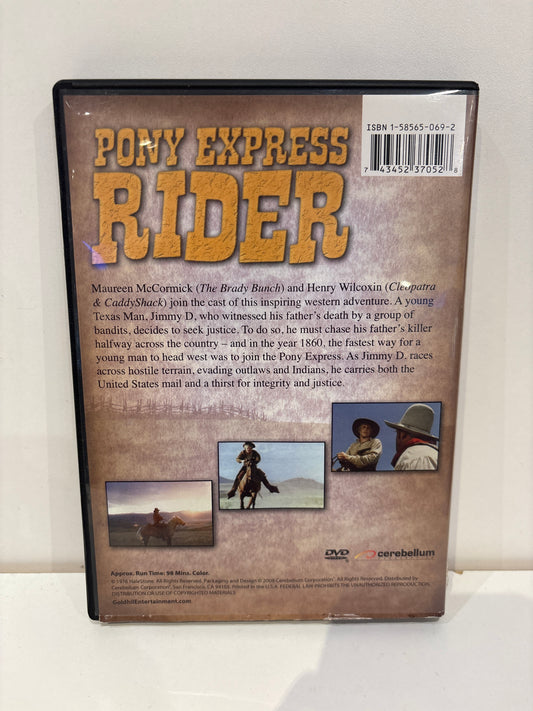 ISBN 1-58565-069-2
7 43452 37052 8
PONY EXPRESS
RIDER
Maureen McCormick (The Brady Bunch) and Henry Wilcoxin (Cleopatra
& CaddyShack) join the cast of this inspiring western adventure. A young
Texas Man, Jimmy D, who witnessed his father's death by a group of
bandits, decides to seek justice. To do so, he must chase his father's killer
halfway across the country – and in the year 1860, the fastest way for a
young man to head west was to join the Pony Express. As Jimmy D. races
across hostile terrain, evading outlaws and Indians, he carries both the
United States mail and a thirst for integrity and justice.
DVD
cerebellum
Approx. Run Time: 98 Mins. Color.
© 1976 HaleStone. All Rights Reserved. Packaging and Design © 2008 Cerebellum Corporation. All Rights Reserved. Distributed by
Cerebellum Corporation, San Francisco, CA 94103. Printed in the U.S.A. FEDERAL LAW PROHIBITS THE UNAUTHORIZED REPRODUCTION,
DISTRIBUTION OR USE OF COPYRIGHTED MATERIALS
GoldhilEntertainment.com